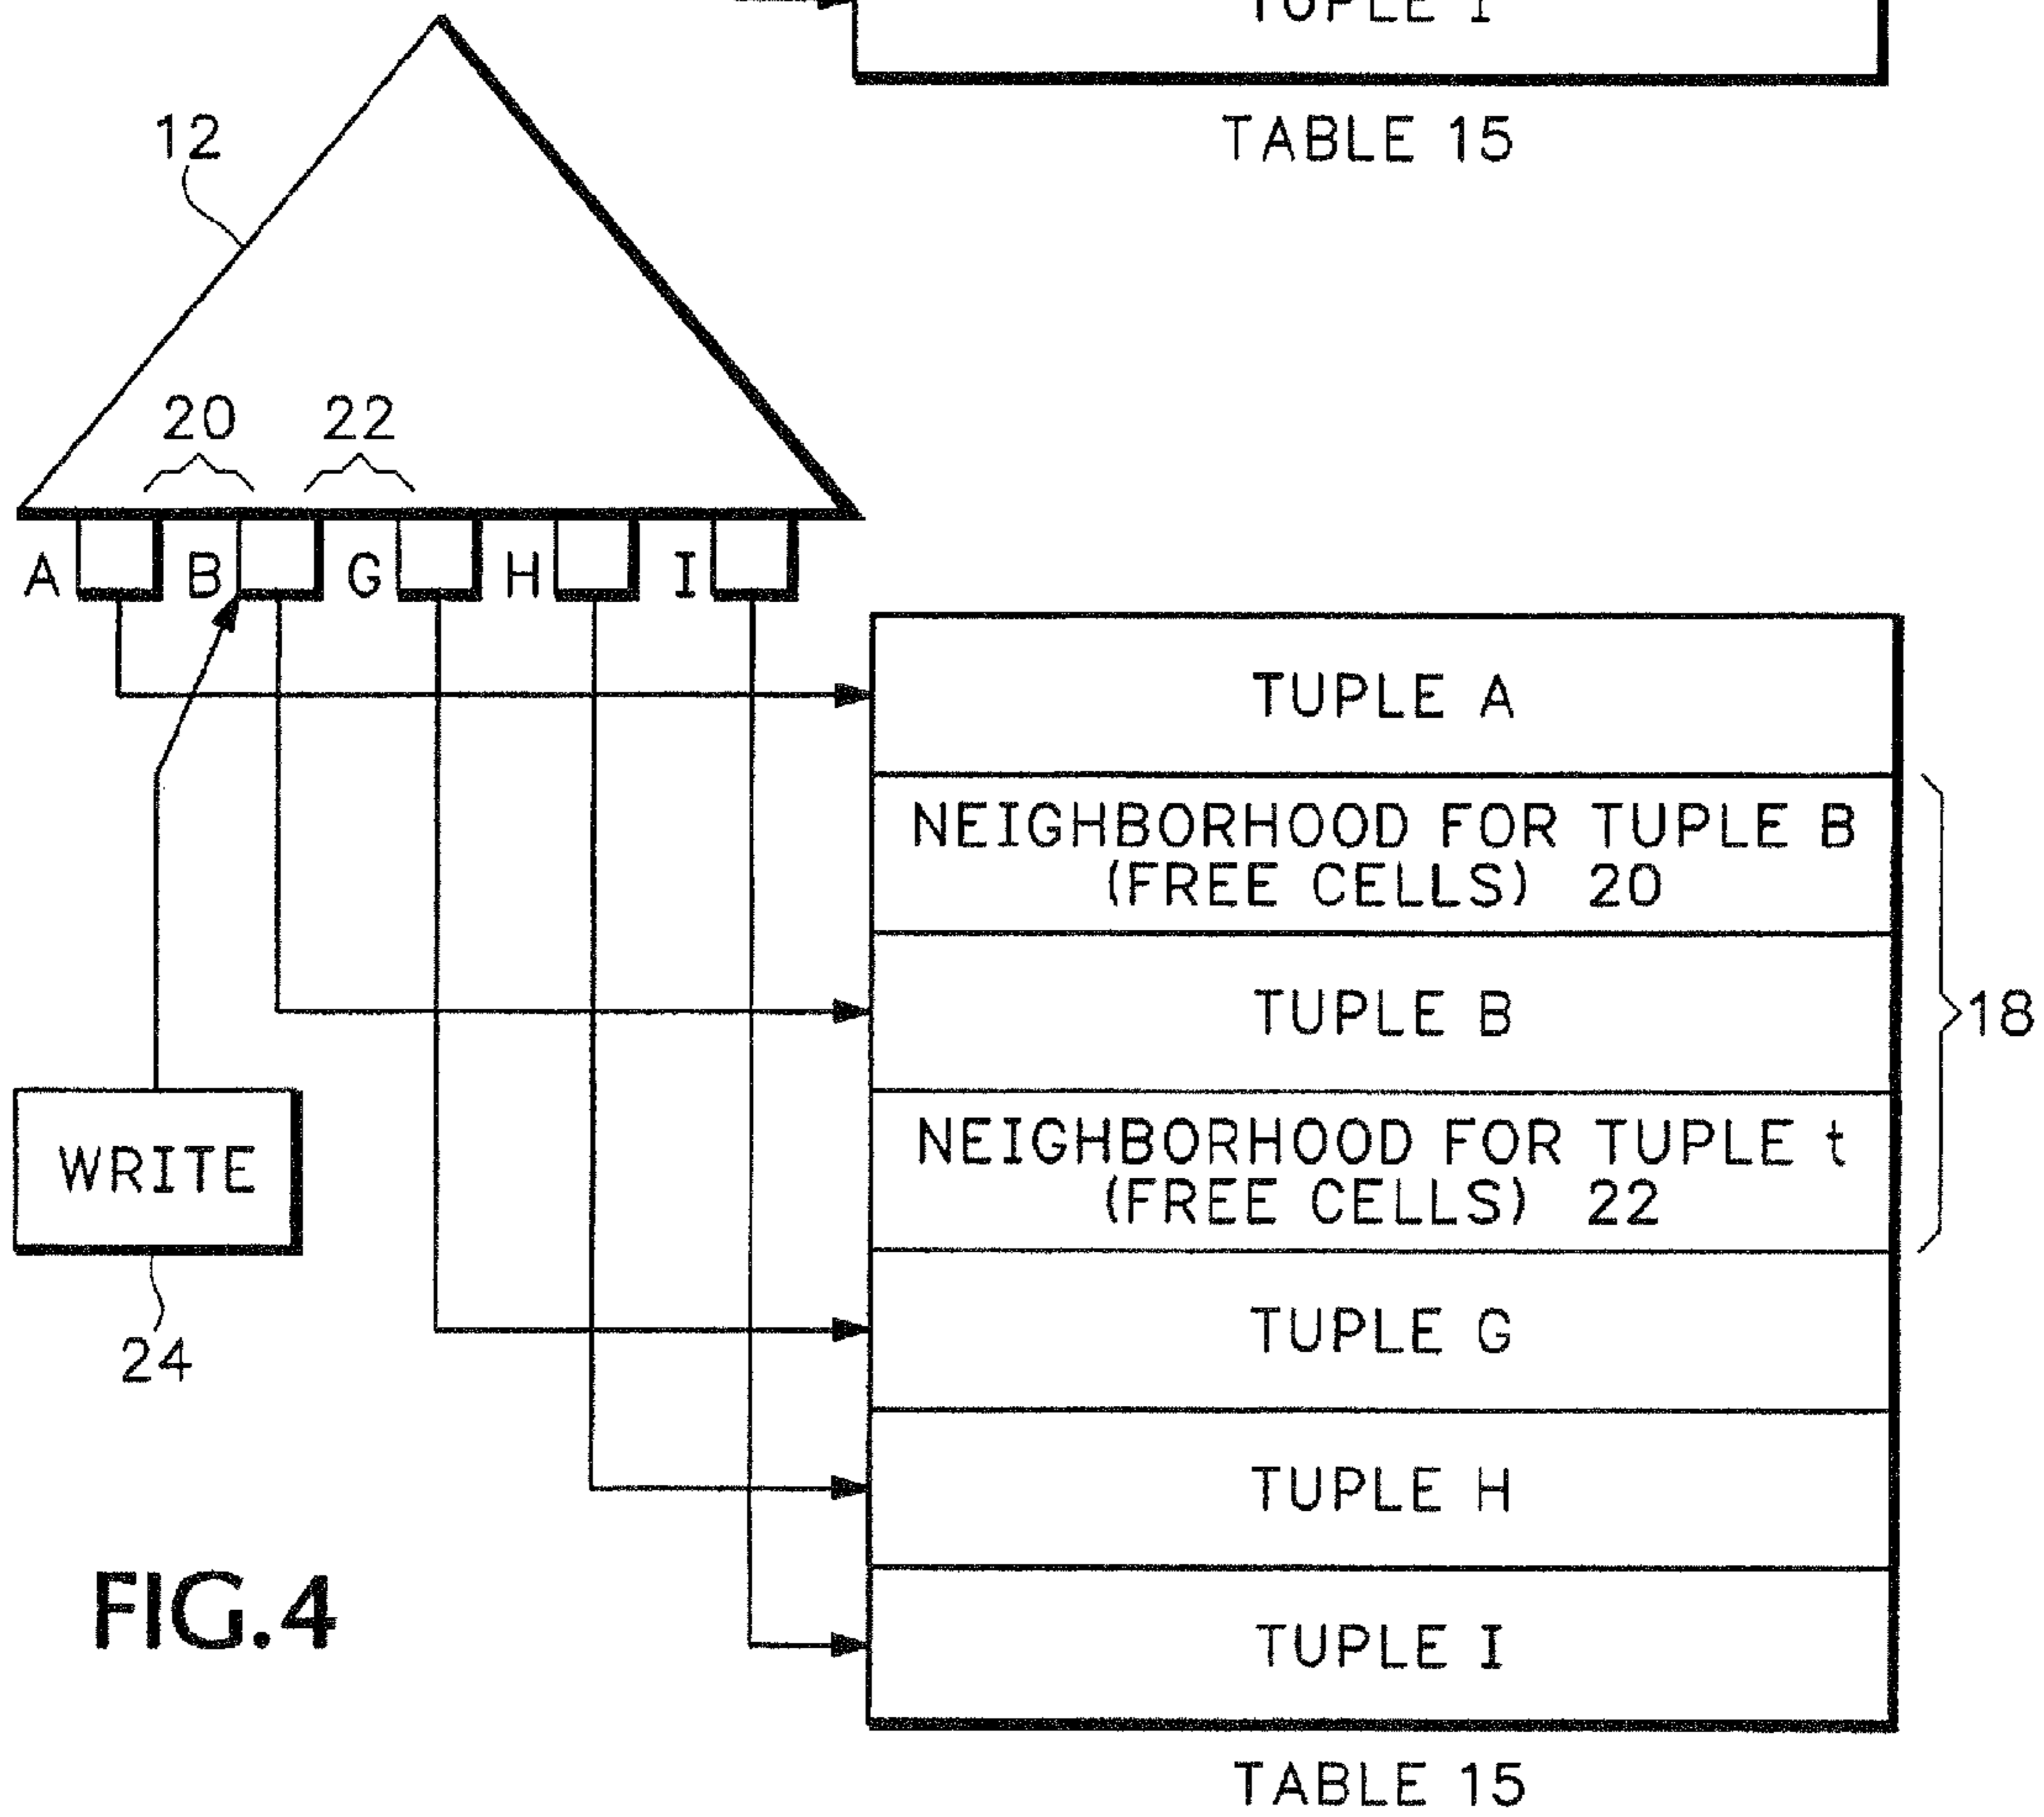 TUPLE I
TABLE 15
12
20 22
A B G H I
TUPLE A
NEIGHBORHOOD FOR TUPLE B
(FREE CELLS) 20
TUPLE B
18
NEIGHBORHOOD FOR TUPLE t
(FREE CELLS) 22
WRITE
24
TUPLE G
TUPLE H
TUPLE I
FIG.4
TABLE 15